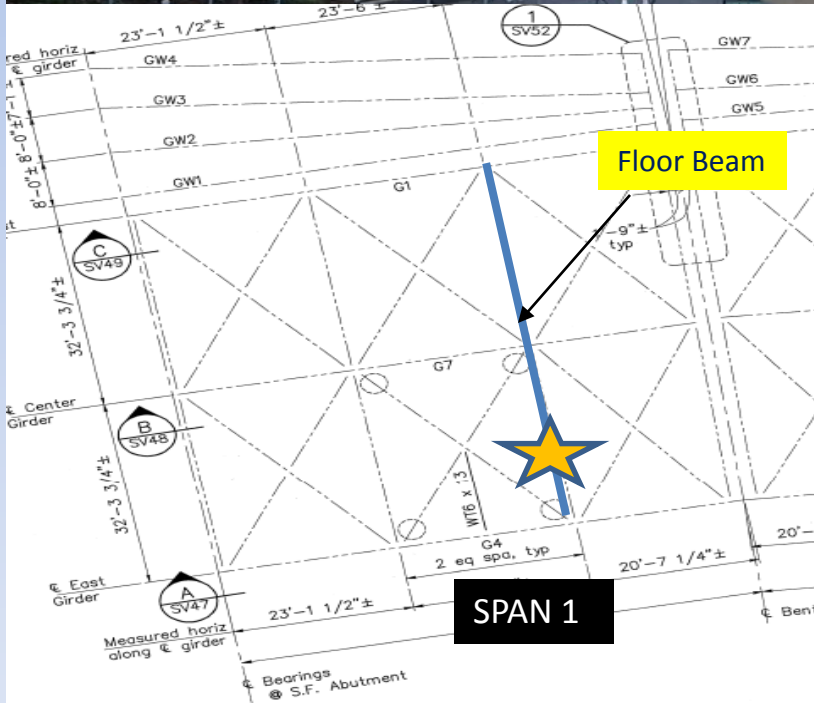 23'-1 1/2"±
23'-6
1
SV52
red horiz
℄ girder
GW4
GW7
GW3
GW6
GW2
GW5
8'-0"±
8'-0"±
GW1
G1
Floor Beam
-9"±
typ
C
SV49
32'-3 3/4"±
G7
℄ Center
Girder
B
SV48
32'-3 3/4"±
WT6 x
G4
2 eq spa, typ
20'-7 1/4"±
20'-
℄ East
Girder
A
SV47
23'-1 1/2"±
SPAN 1
Measured horiz
along ℄ girder
℄ Bent
℄ Bearings
@ S.F. Abutment